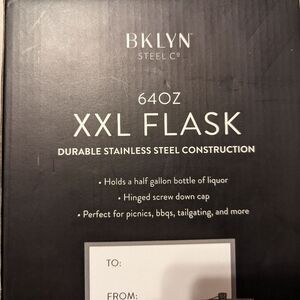 BKLYN
STEEL Cº
64OZ
XXL FLASK
DURABLE STAINLESS STEEL CONSTRUCTION
• Holds a half gallon bottle of liquor
• Hinged screw down cap
• Perfect for picnics, bbqs, tailgating, and more
TO:
FROM: